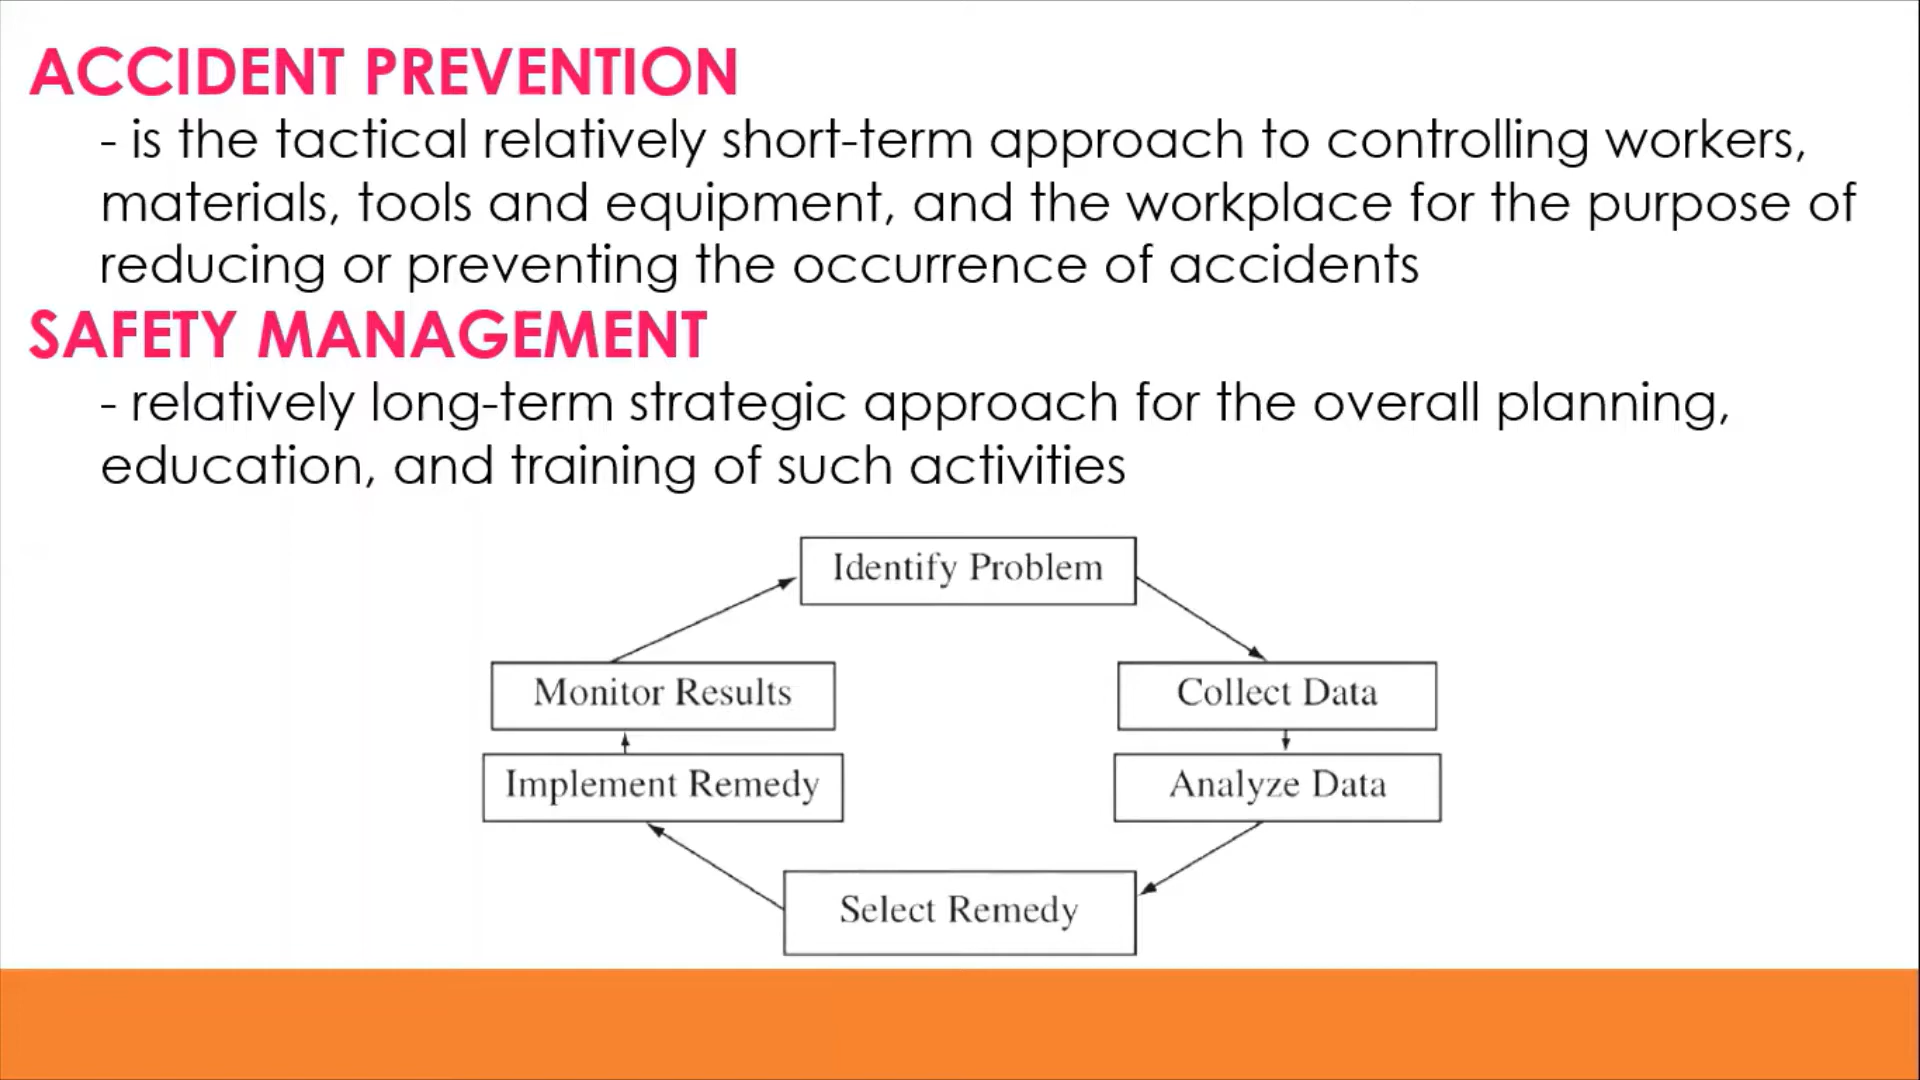 ACCIDENT PREVENTION
- is the tactical relatively short-term approach to controlling workers,
materials, tools and equipment, and the workplace for the purpose of
reducing or preventing the occurrence of accidents
SAFETY MANAGEMENT
- relatively long-term strategic approach for the overall planning,
education, and training of such activities
Identify Problem
Monitor Results
Collect Data
Implement Remedy
Analyze Data
Select Remedy